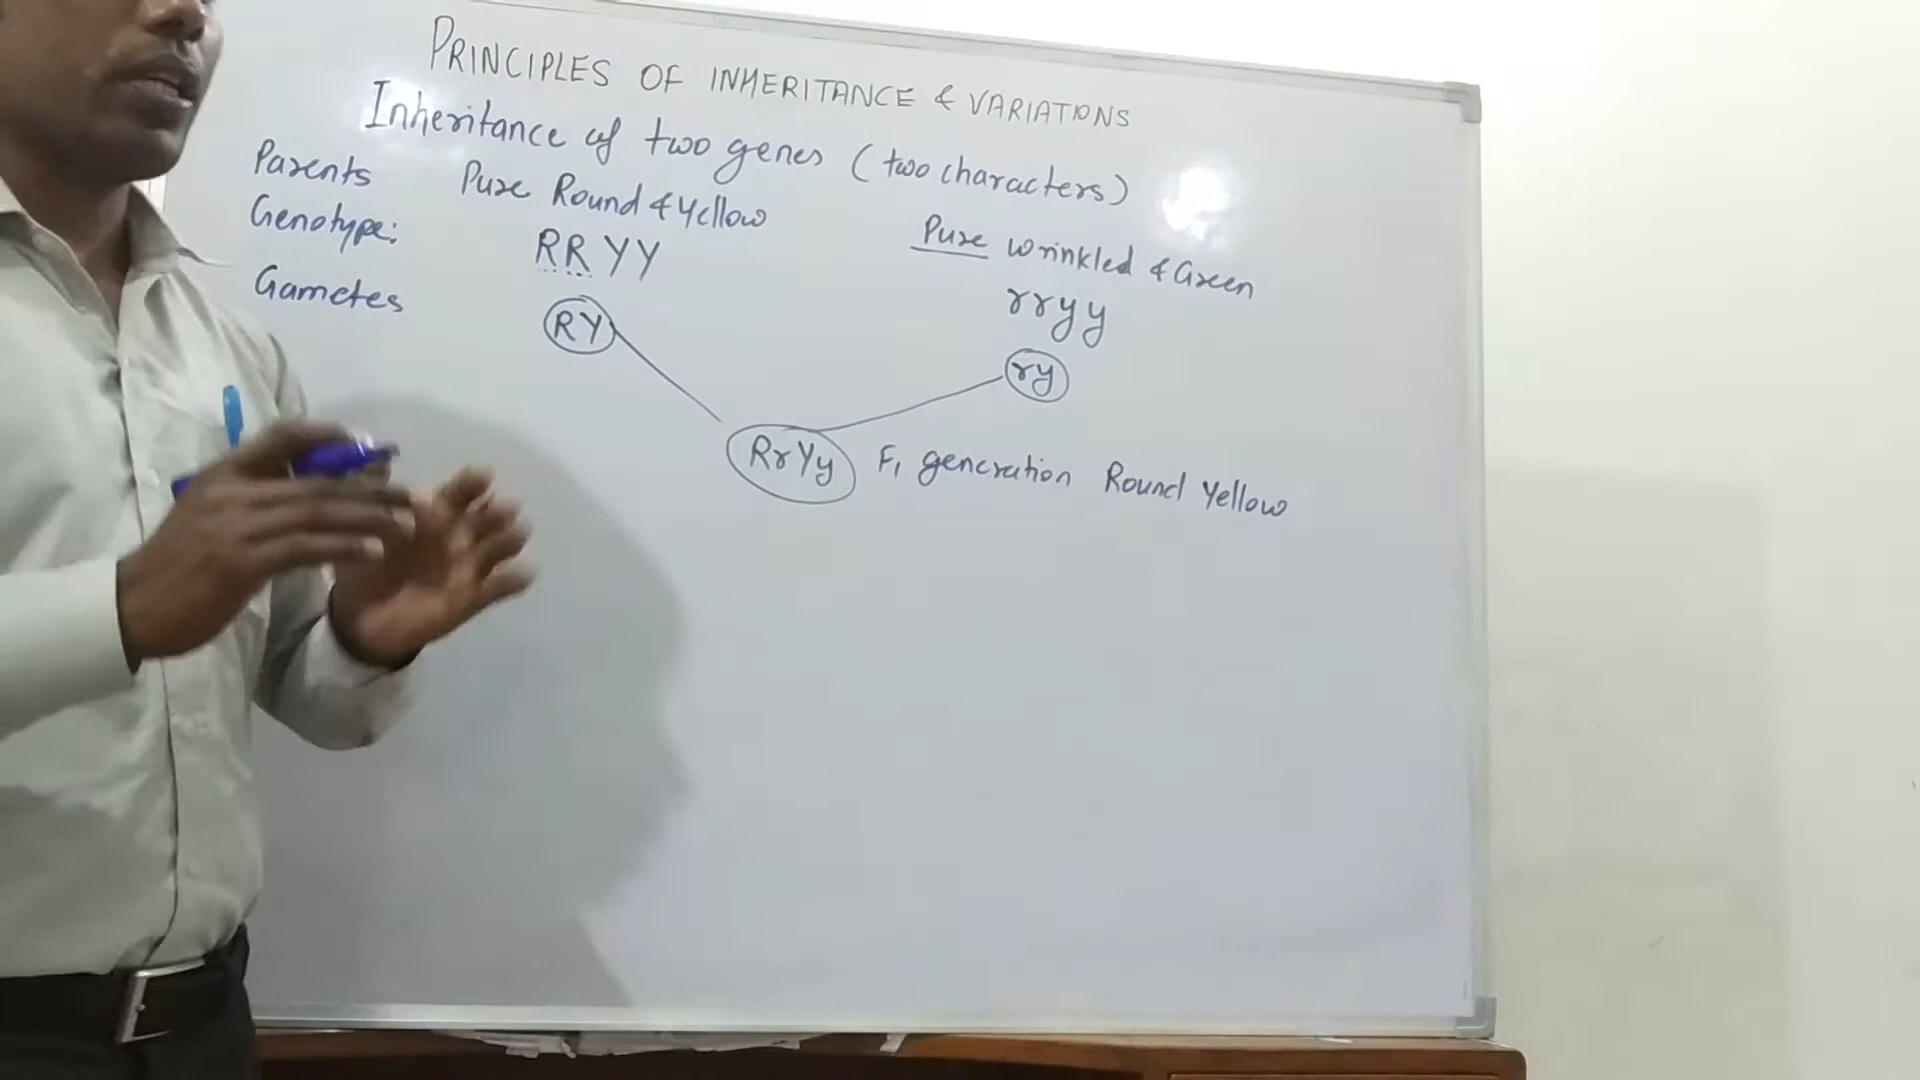 PRINCIPLES OF INHERITANCE & VARIATIONS
Inheritance of two genes (two characters)
Parents Pure Round & Yellow Pure wrinkled & Green
Genotype: RRYY rryy
Gametes RY ry
RrYy F1 generation Round Yellow